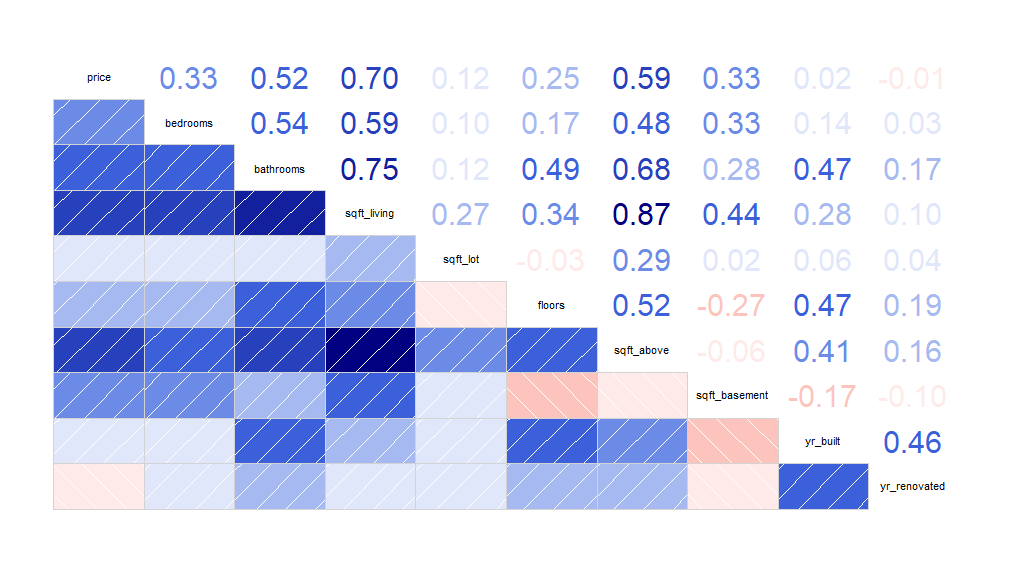 price 0.33 0.52 0.70 0.12 0.25 0.59 0.33 0.02 -0.01
bedrooms 0.54 0.59 0.10 0.17 0.48 0.33 0.14 0.03
bathrooms 0.75 0.12 0.49 0.68 0.28 0.47 0.17
sqft_living 0.27 0.34 0.87 0.44 0.28 0.10
sqft_lot -0.03 0.29 0.02 0.06 0.04
floors 0.52 -0.27 0.47 0.19
sqft_above -0.06 0.41 0.16
sqft_basement -0.17 -0.10
yr_built 0.46
yr_renovated